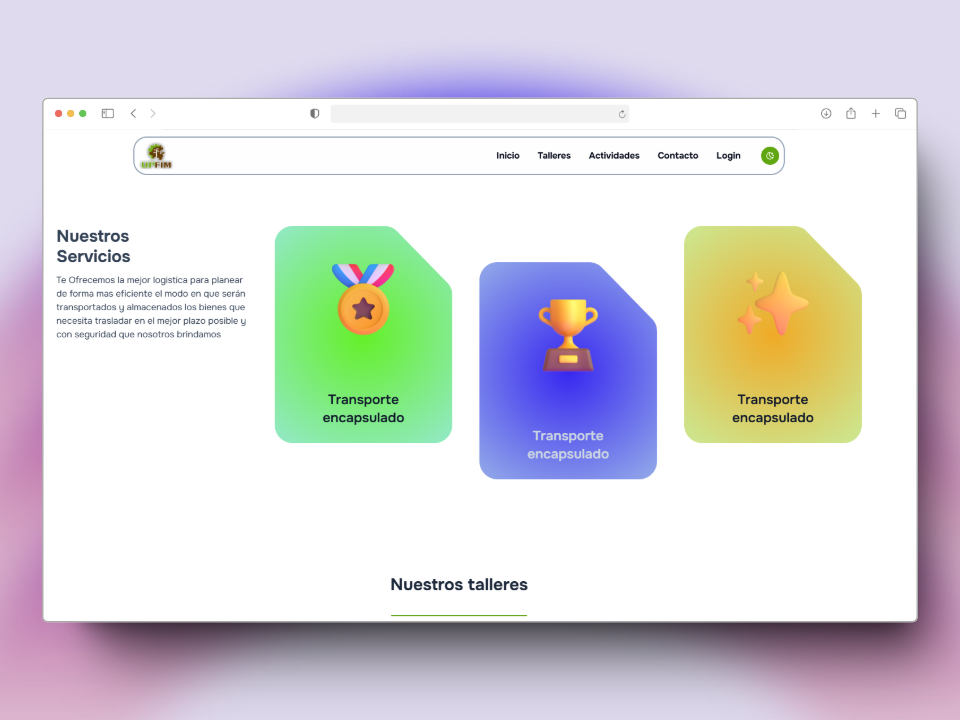 UPFIM
Inicio
Talleres
Actividades
Contacto
Login
Nuestros
Servicios
Te Ofrecemos la mejor logistica para planear
de forma mas eficiente el modo en que serán
transportados y almacenados los bienes que
necesita trasladar en el mejor plazo posible y
con seguridad que nosotros brindamos
Transporte
encapsulado
Transporte
encapsulado
Transporte
encapsulado
Nuestros talleres